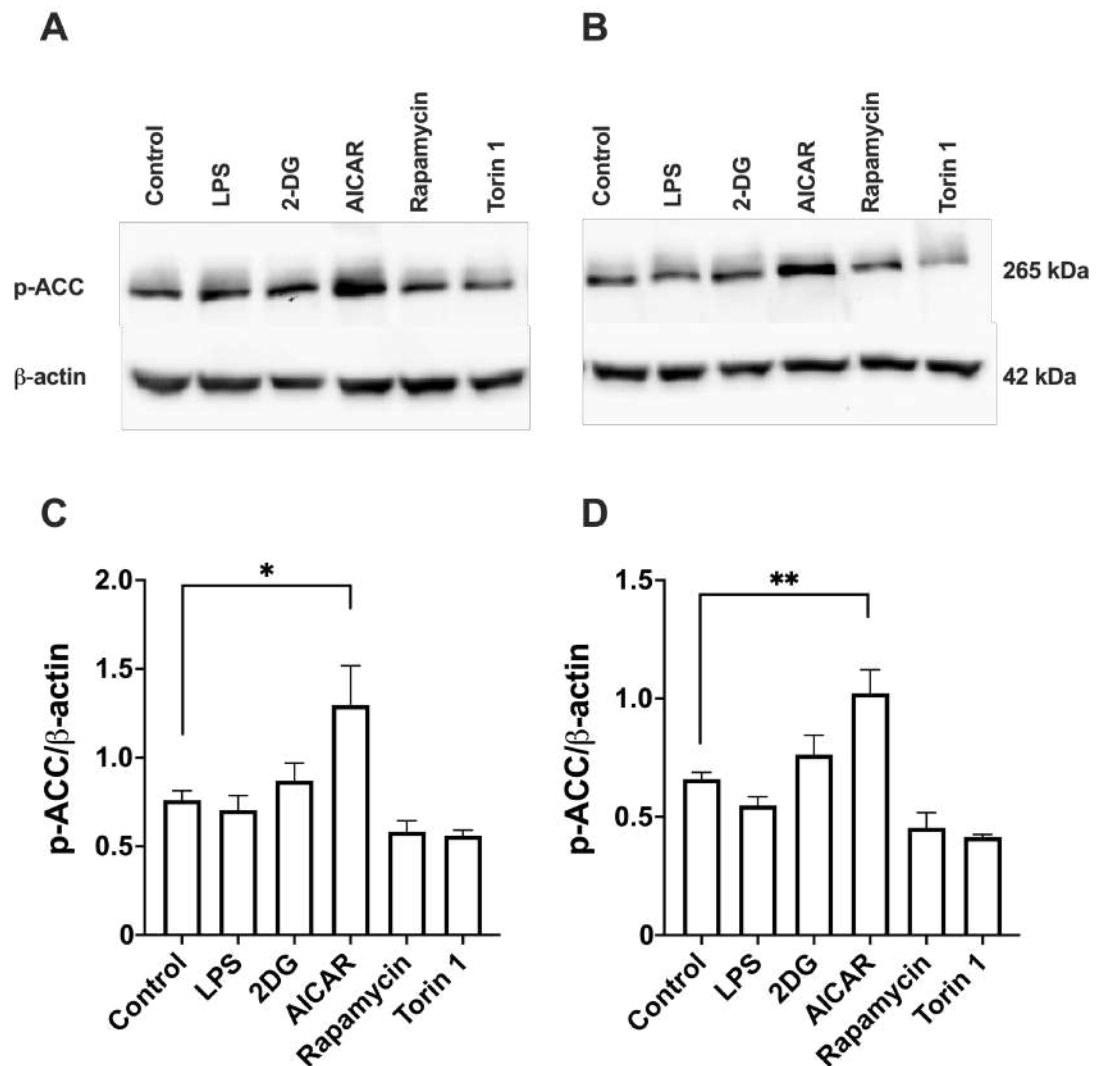 A
B
Control
LPS
2-DG
AICAR
Rapamycin
Torin 1
Control
LPS
2-DG
AICAR
Rapamycin
Torin 1
p-ACC
265 kDa
β-actin
42 kDa
C
D
*
**
p-ACC/β-actin
2.0
1.5
1.0
0.5
0
Control
LPS
2DG
AICAR
Rapamycin
Torin 1
p-ACC/β-actin
1.5
1.0
0.5
0.0
Control
LPS
2DG
AICAR
Rapamycin
Torin 1